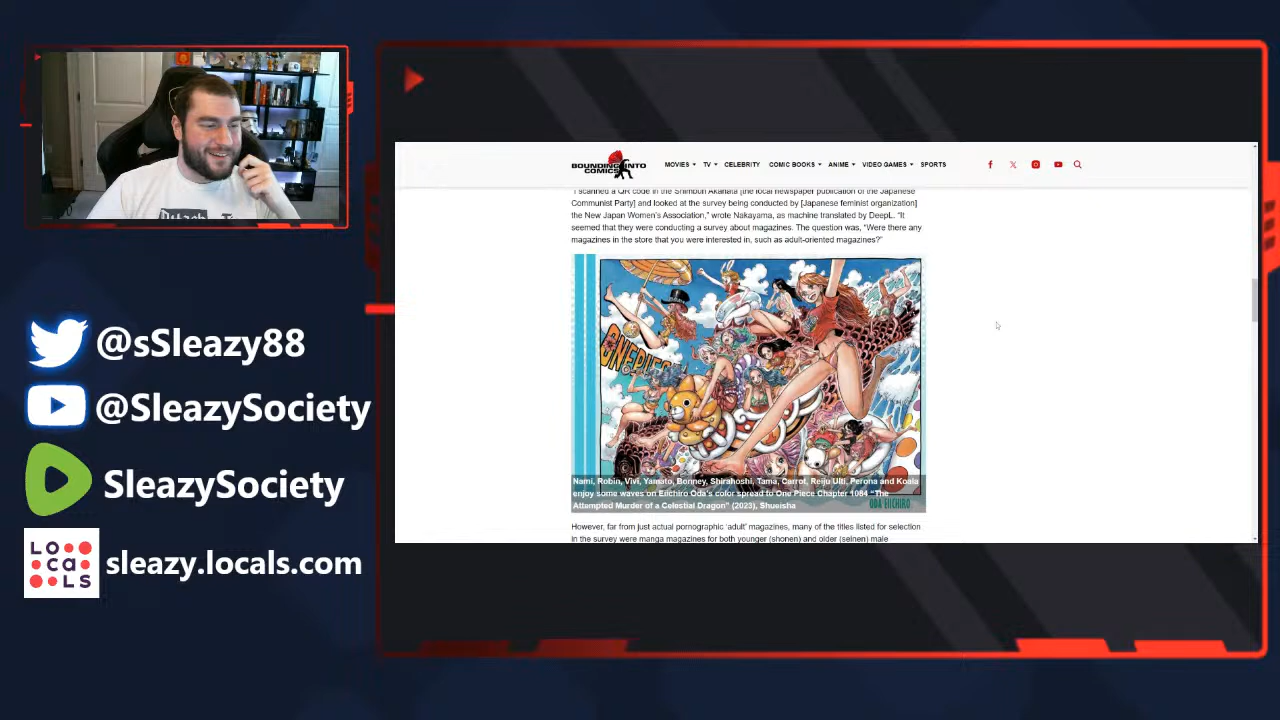 @sSleazy88
@SleazySociety
SleazySociety
LOcaLS
sleazy.locals.com
BOUNDING INTO
COMICS
MOVIES TV CELEBRITY COMIC BOOKS ANIME VIDEO GAMES SPORTS
"I scanned a QR code in the Shimbun Akahata [the local newspaper publication of the Japanese
Communist Party] and looked at the survey being conducted by [Japanese feminist organization]
the New Japan Women's Association," wrote Nakayama, as machine translated by DeepL. "It
seemed that they were conducting a survey about magazines. The question was, "Were there any
magazines in the store that you were interested in, such as adult-oriented magazines?"
ONE PIECE
Nami, Robin, Vivi, Yamato, Bonney, Shirahoshi, Tama, Carrot, Reiju Ulti, Perona and Koala
enjoy some waves on Eiichiro Oda's color spread to One Piece Chapter 1084 "The
Attempted Murder of a Celestial Dragon" (2023), Shueisha
ODA EIICHIRO
However, far from just actual pornographic 'adult' magazines, many of the titles listed for selection
in the survey were manga magazines for both younger (shonen) and older (seinen) male